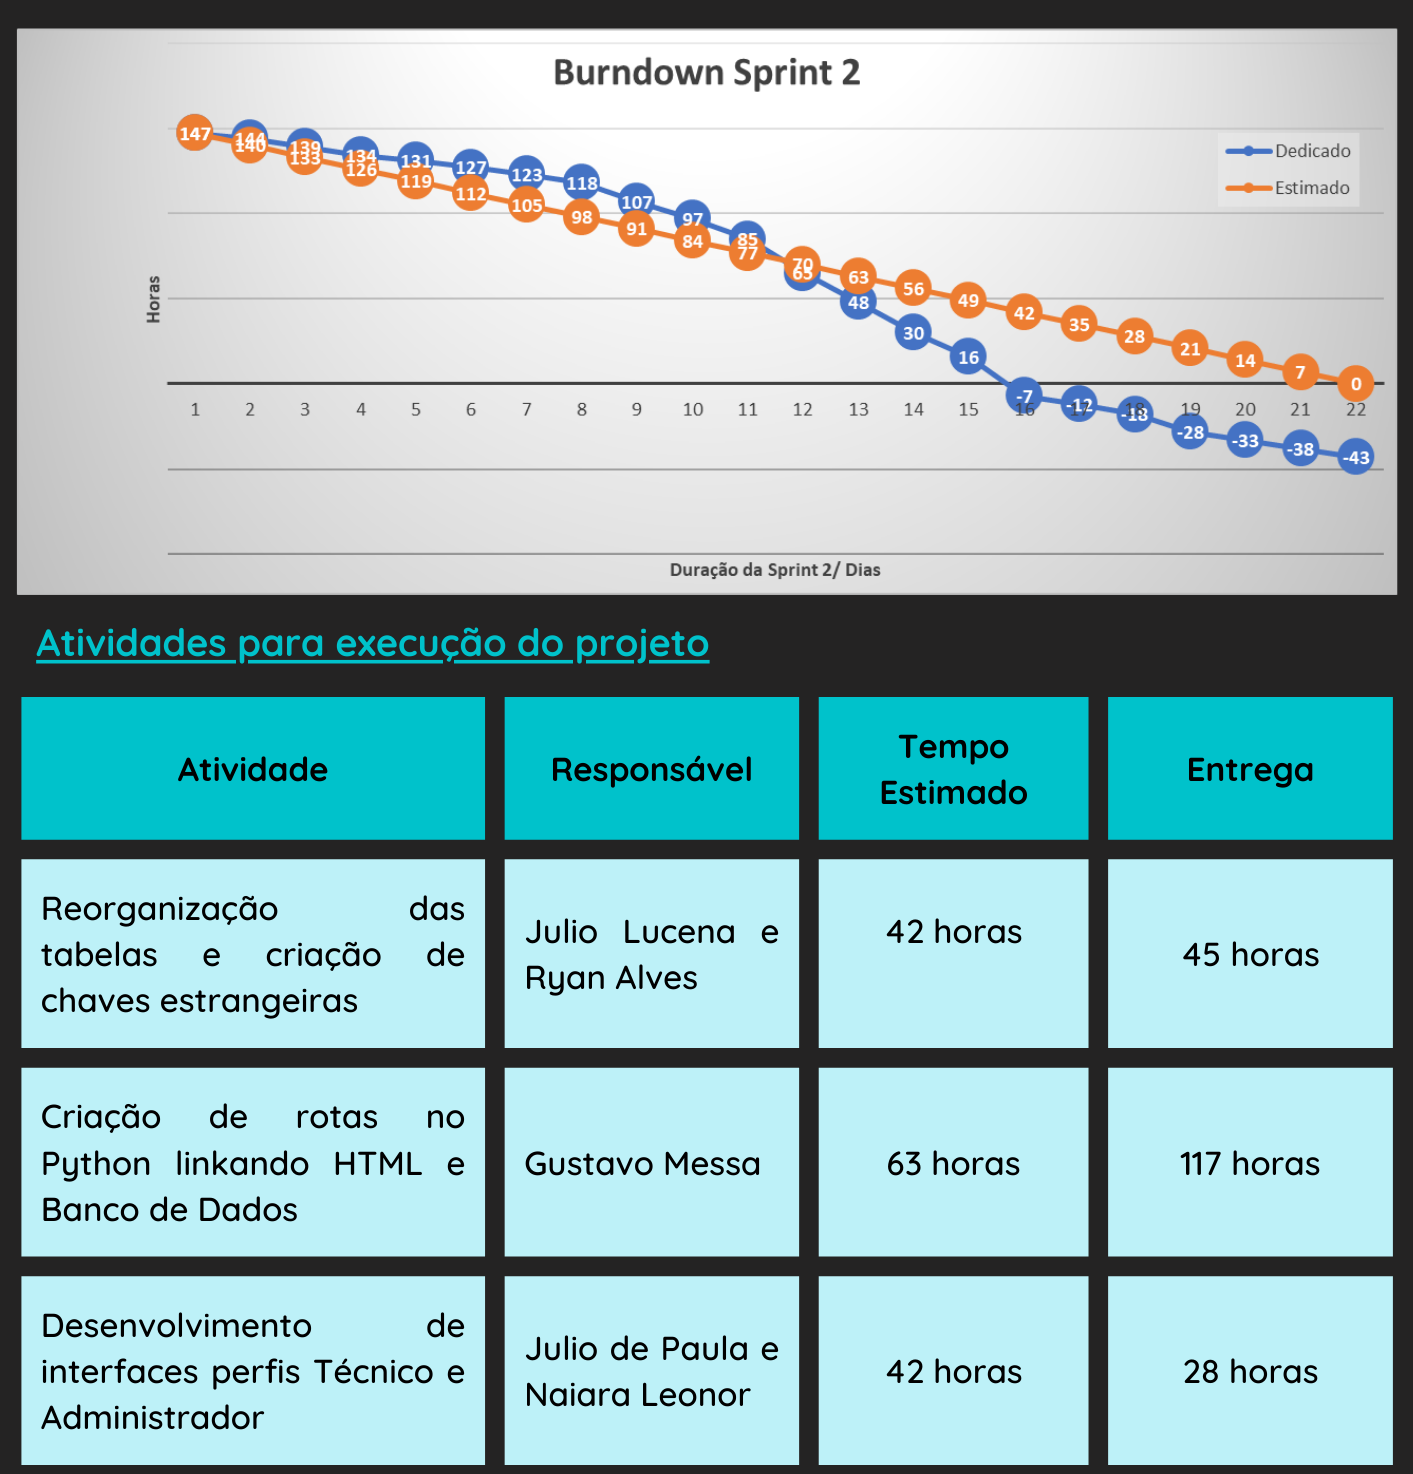 Burndown Sprint 2
Dedicado
Estimado
Horas
147
144 139 134 131 127 123 118 107 97 85 65 48 30 16 -7 -12 -18 -28 -33 -38 -43
140 133 126 119 112 105 98 91 84 77 70 63 56 49 42 35 28 21 14 7 0
1 2 3 4 5 6 7 8 9 10 11 12 13 14 15 16 17 18 19 20 21 22
Duração da Sprint 2/ Dias
Atividades para execução do projeto
Atividade
Responsável
Tempo
Estimado
Entrega
Reorganização das
tabelas e criação de
chaves estrangeiras
Julio Lucena e
Ryan Alves
42 horas
45 horas
Criação de rotas no
Python linkando HTML e
Banco de Dados
Gustavo Messa
63 horas
117 horas
Desenvolvimento de
interfaces perfis Técnico e
Administrador
Julio de Paula e
Naiara Leonor
42 horas
28 horas